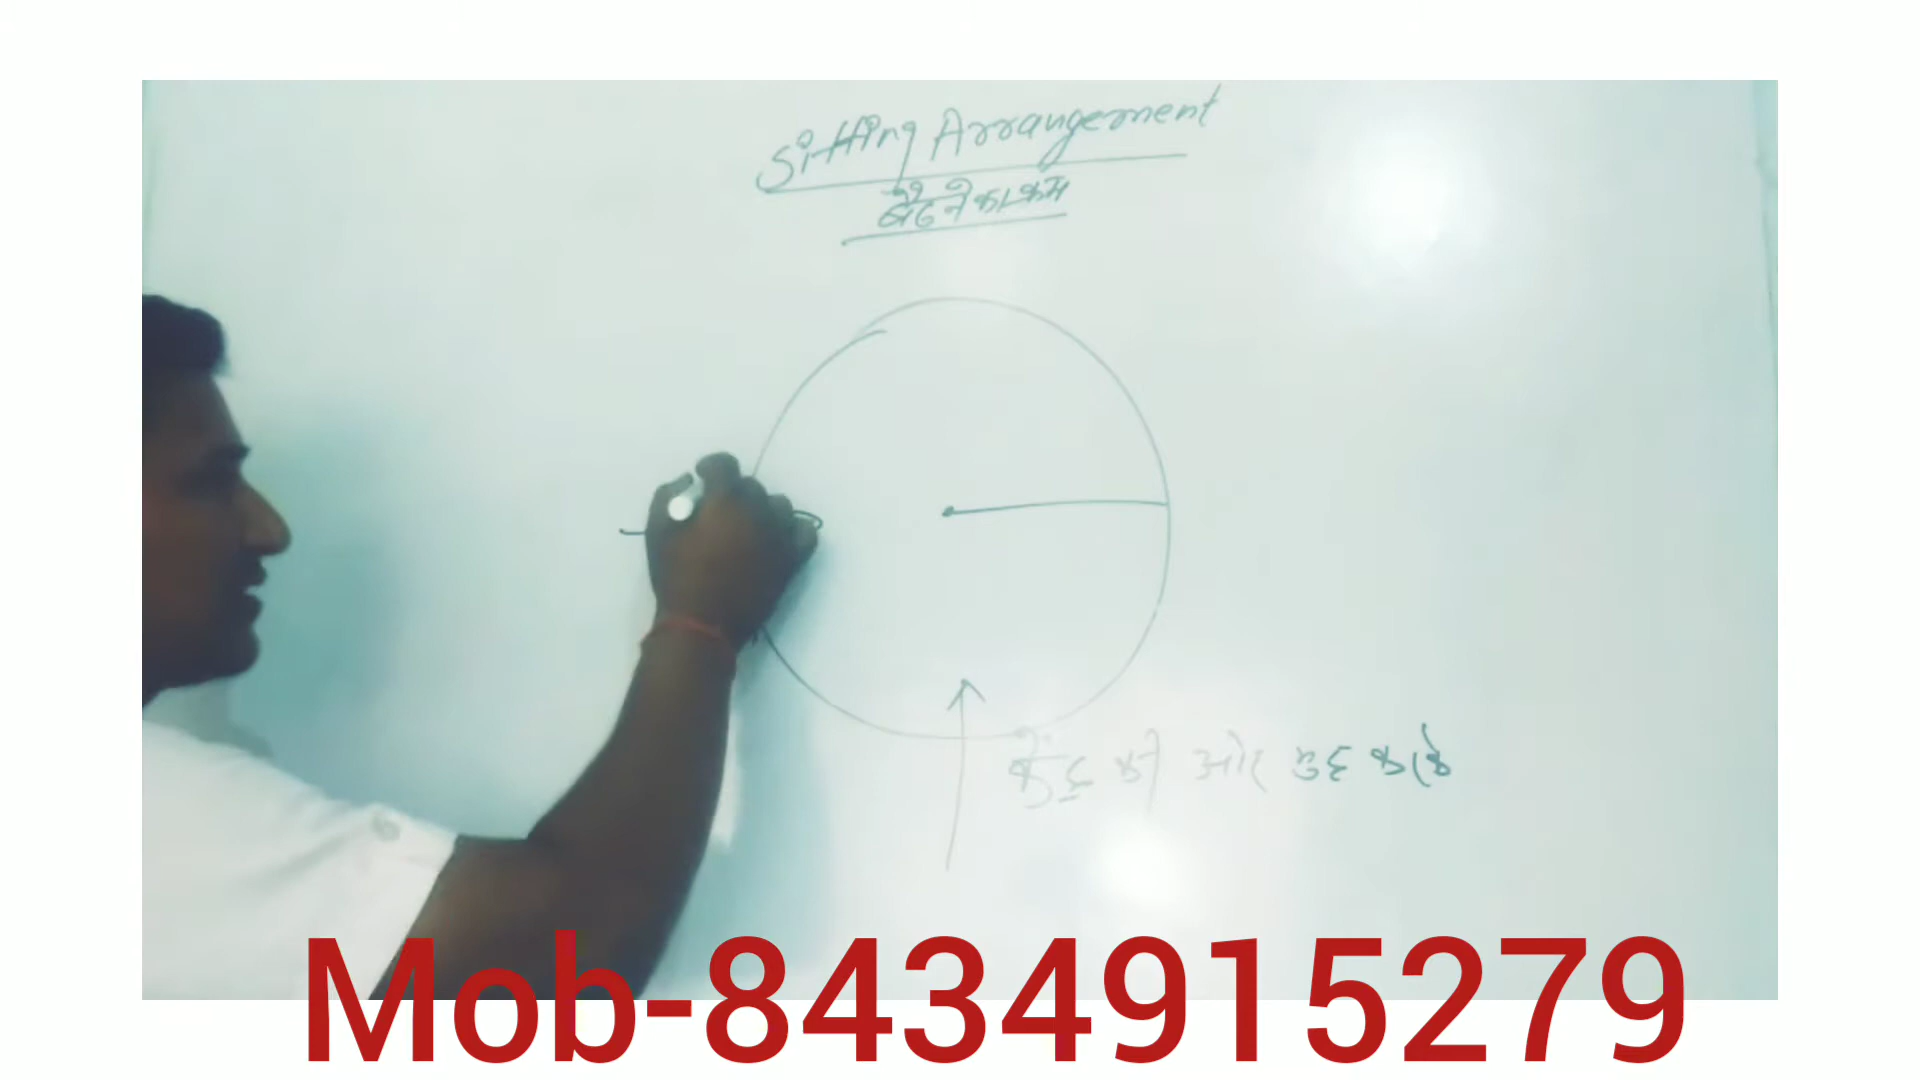 Sitting Arrangement
बैठने का क्रम
केंद्र की ओर मुह करके
Mob-8434915279